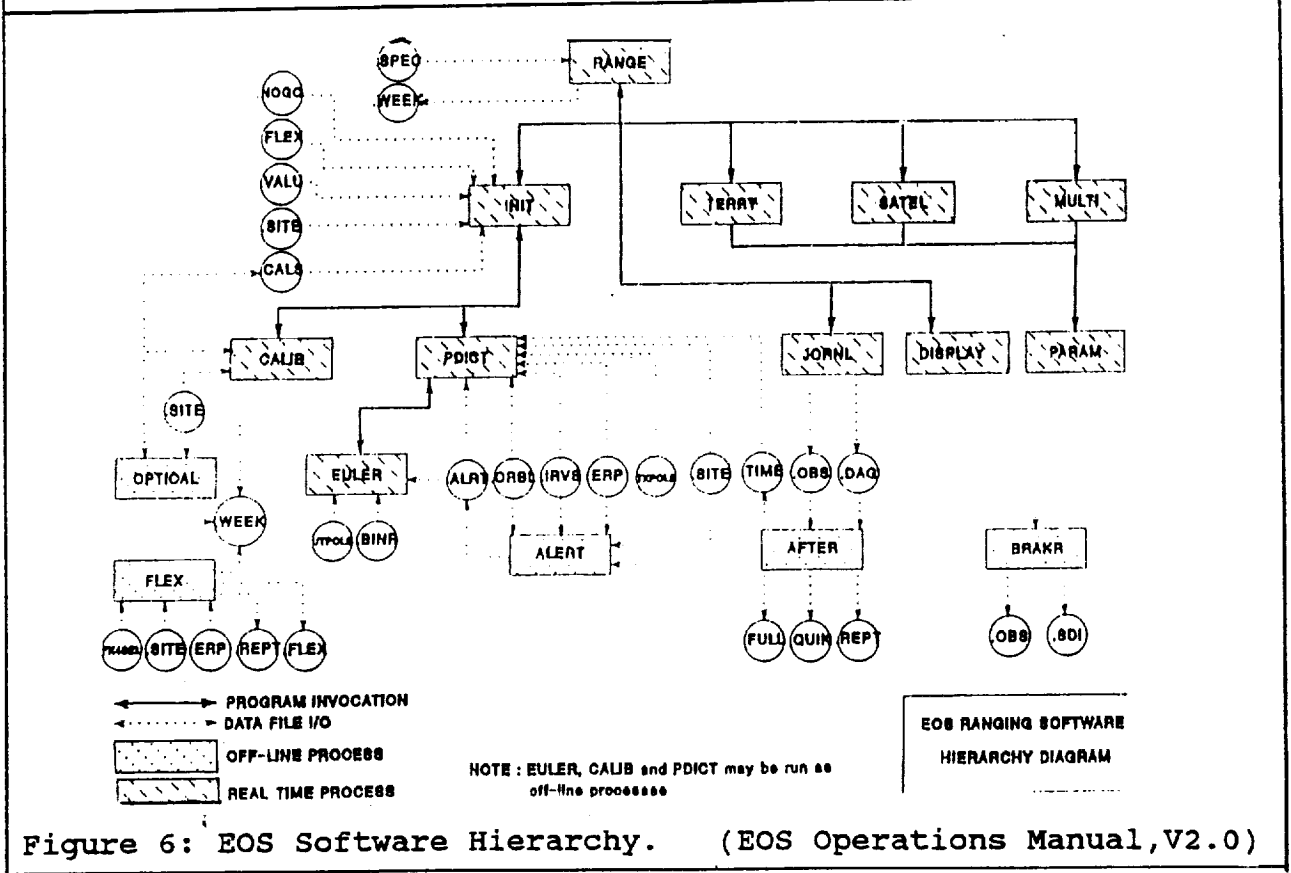 SPEC
RANGE
WEEK
NOGO
FLEX
VALU
SITE
CALS
INIT
TERRY
SATEL
MULTI
CALIB
PDICT
JORNL
DISPLAY
PARAM
SITE
OPTICAL
EULER
ALRT
.ORBL
IRVS
ERP
SITE
TIME
.OBS
.DAQ
WEEK
BINR
ALERT
AFTER
BRAKR
FLEX
SITE
ERP
REPT
.FLEX
FULL
QUIK
REPT
.OBS
.SDI
PROGRAM INVOCATION
DATA FILE I/O
OFF-LINE PROCESS
REAL TIME PROCESS
NOTE : EULER, CALIB and PDICT may be run as
off-line processes
EOS RANGING SOFTWARE
HIERARCHY DIAGRAM
Figure 6: EOS Software Hierarchy. (EOS Operations Manual,V2.0)